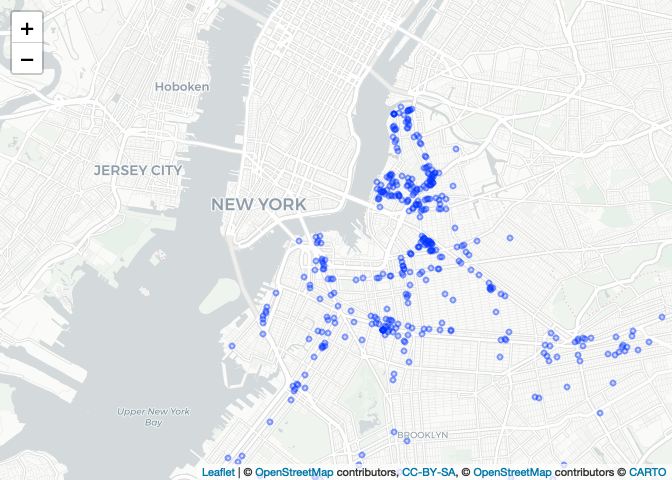 +
−
Hoboken
JERSEY CITY
NEW YORK
Upper New York
Bay
BROOKLYN
Leaflet | © OpenStreetMap contributors, CC-BY-SA, © OpenStreetMap contributors © CARTO